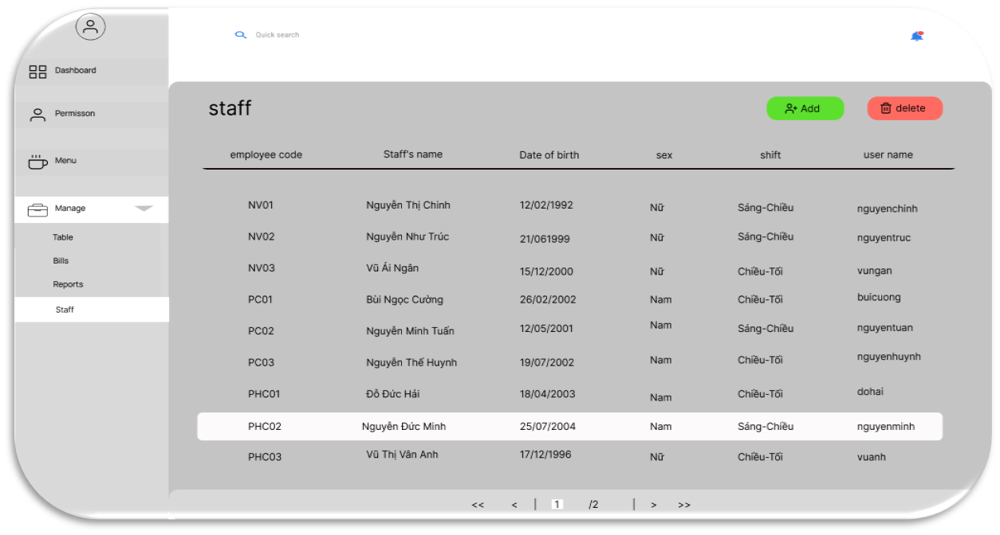 Quick search
Dashboard
Permisson
Menu
Manage
Table
Bills
Reports
Staff
staff
Add
delete
employee code Staff's name Date of birth sex shift user name
NV01 Nguyễn Thị Chinh 12/02/1992 Nữ Sáng-Chiều nguyenchinh
NV02 Nguyễn Như Trúc 21/061999 Nữ Sáng-Chiều nguyentruc
NV03 Vũ Ái Ngân 15/12/2000 Nữ Chiều-Tối vungan
PC01 Bùi Ngọc Cường 26/02/2002 Nam Chiều-Tối buicuong
PC02 Nguyễn Minh Tuấn 12/05/2001 Nam Sáng-Chiều nguyentuan
PC03 Nguyễn Thế Huynh 19/07/2002 Nam Chiều-Tối nguyenhuynh
PHC01 Đỗ Đức Hải 18/04/2003 Nam Chiều-Tối dohai
PHC02 Nguyễn Đức Minh 25/07/2004 Nam Sáng-Chiều nguyenminh
PHC03 Vũ Thị Vân Anh 17/12/1996 Nữ Chiều-Tối vuanh
<< < | 1 /2 | > >>